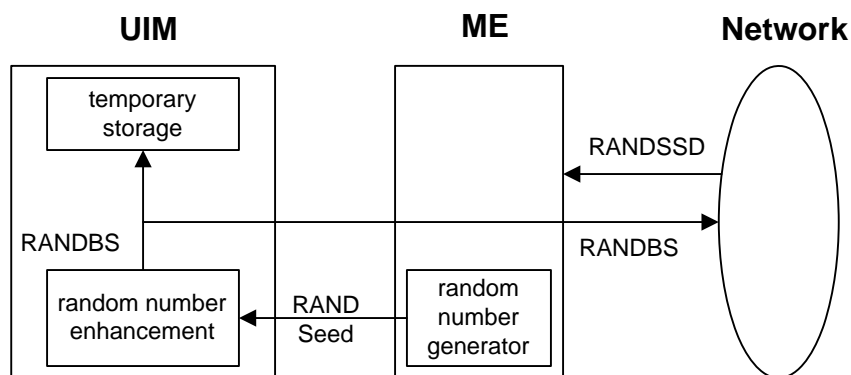 UIM
ME
Network
temporary
storage
RANDSSD
RANDBS
RANDBS
random number
enhancement
RAND
Seed
random
number
generator